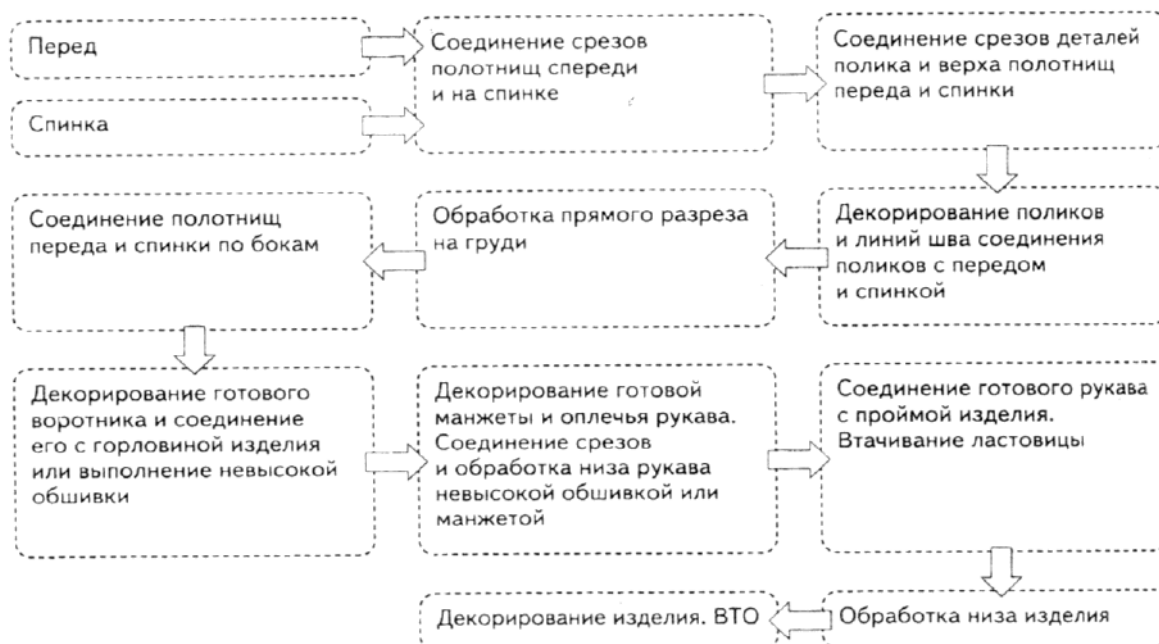 Перед
Спинка
Соединение срезов
полотнищ спереди
и на спинке
Соединение срезов деталей
полика и верха полотнищ
переда и спинки
Декорирование поликов
и линий шва соединения
поликов с передом
и спинкой
Обработка прямого разреза
на груди
Соединение полотнищ
переда и спинки по бокам
Декорирование готового
воротника и соединение
его с горловиной изделия
или выполнение невысокой
обшивки
Декорирование готовой
манжеты и оплечья рукава.
Соединение срезов
и обработка низа рукава
невысокой обшивкой или
манжетой
Соединение готового рукава
с проймой изделия.
Втачивание ластовицы
Обработка низа изделия
Декорирование изделия. ВТО